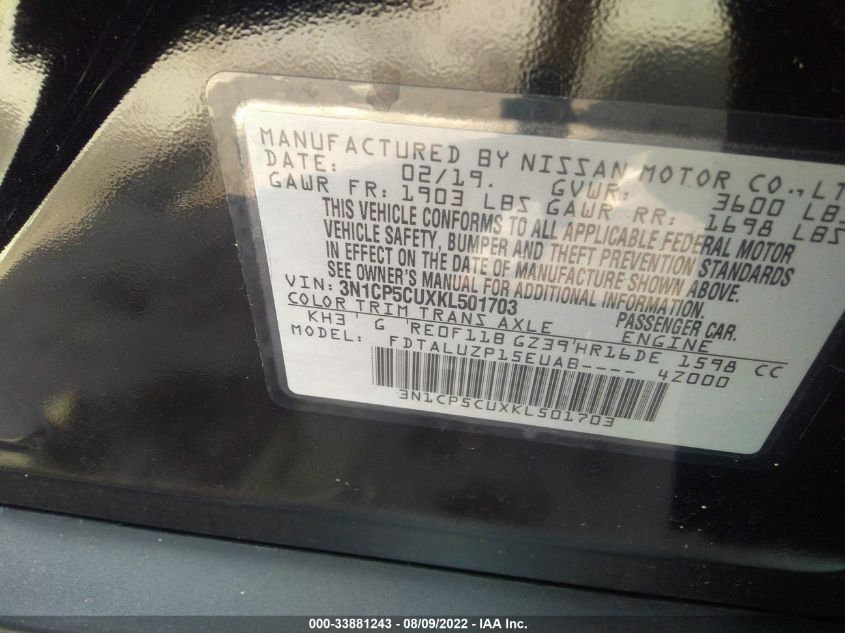 MANUFACTURED BY NISSAN MOTOR CO., LT
DATE: 02/19. GVWR: 3600 LBS
GAWR FR: 1903 LBS GAWR RR: 1698 LBS
THIS VEHICLE CONFORMS TO ALL APPLICABLE FEDERAL MOTOR
VEHICLE SAFETY, BUMPER AND THEFT PREVENTION STANDARDS
IN EFFECT ON THE DATE OF MANUFACTURE SHOWN ABOVE.
SEE OWNER'S MANUAL FOR ADDITIONAL INFORMATION.
VIN: 3N1CP5CUXKL501703 PASSENGER CAR.
COLOR TRIM TRANS AXLE ENGINE
KH3 G RE0F11B GZ39 HR16DE 1598 CC
MODEL: FDTALUZP15EUAB---- 4Z000
3N1CP5CUXKL501703
000-33881243 - 08/09/2022 - IAA Inc.